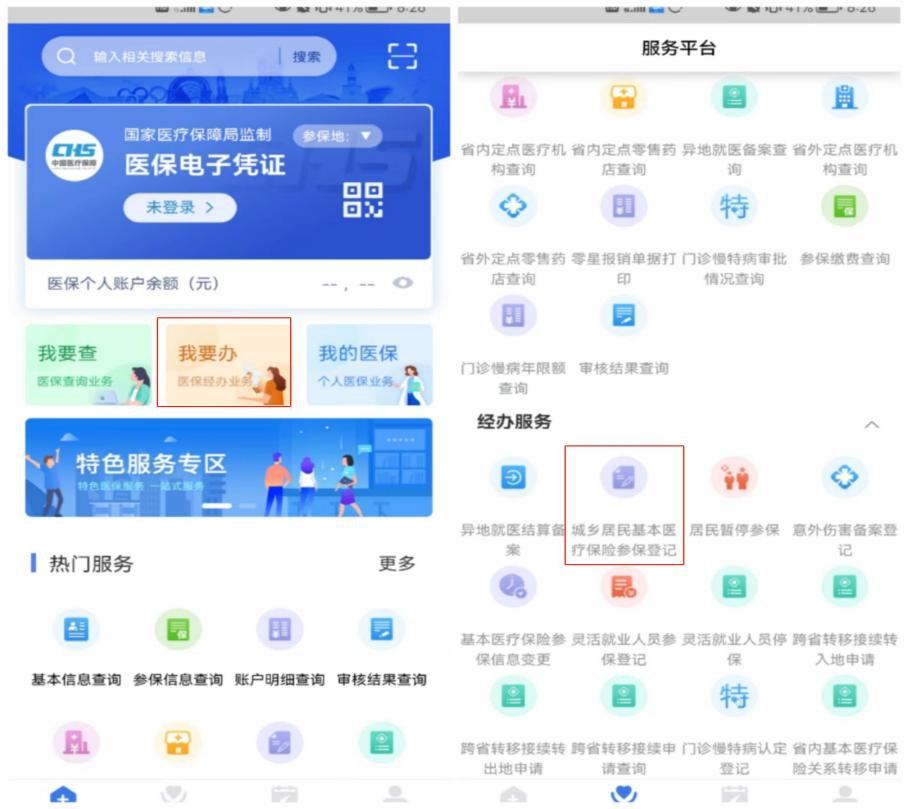 41% 8:26
输入相关搜索信息
搜索
国家医疗保障局监制
参保地：
CHS
中国医疗保障
医保电子凭证
未登录 >
医保个人账户余额（元）
-- , --
我要查
医保查询业务
我要办
医保经办业务
我的医保
个人医保业务
特色服务专区
特色医保服务 一站式服务
热门服务
更多
基本信息查询
参保信息查询
账户明细查询
审核结果查询
41% 8:26
服务平台
省内定点医疗机
构查询
省内定点零售药
店查询
异地就医备案查
询
省外定点医疗机
构查询
特
保
省外定点零售药
店查询
零星报销单据打
印
门诊慢特病审批
情况查询
参保缴费查询
门诊慢病年限额
查询
审核结果查询
经办服务
异地就医结算备
案
城乡居民基本医
疗保险参保登记
居民暂停参保
意外伤害备案登
记
基本医疗保险参
保信息变更
灵活就业人员参
保登记
灵活就业人员停
保
跨省转移接续转
入地申请
特
跨省转移接续转
出地申请
跨省转移接续申
请查询
门诊慢特病认定
登记
省内基本医疗保
险关系转移申请